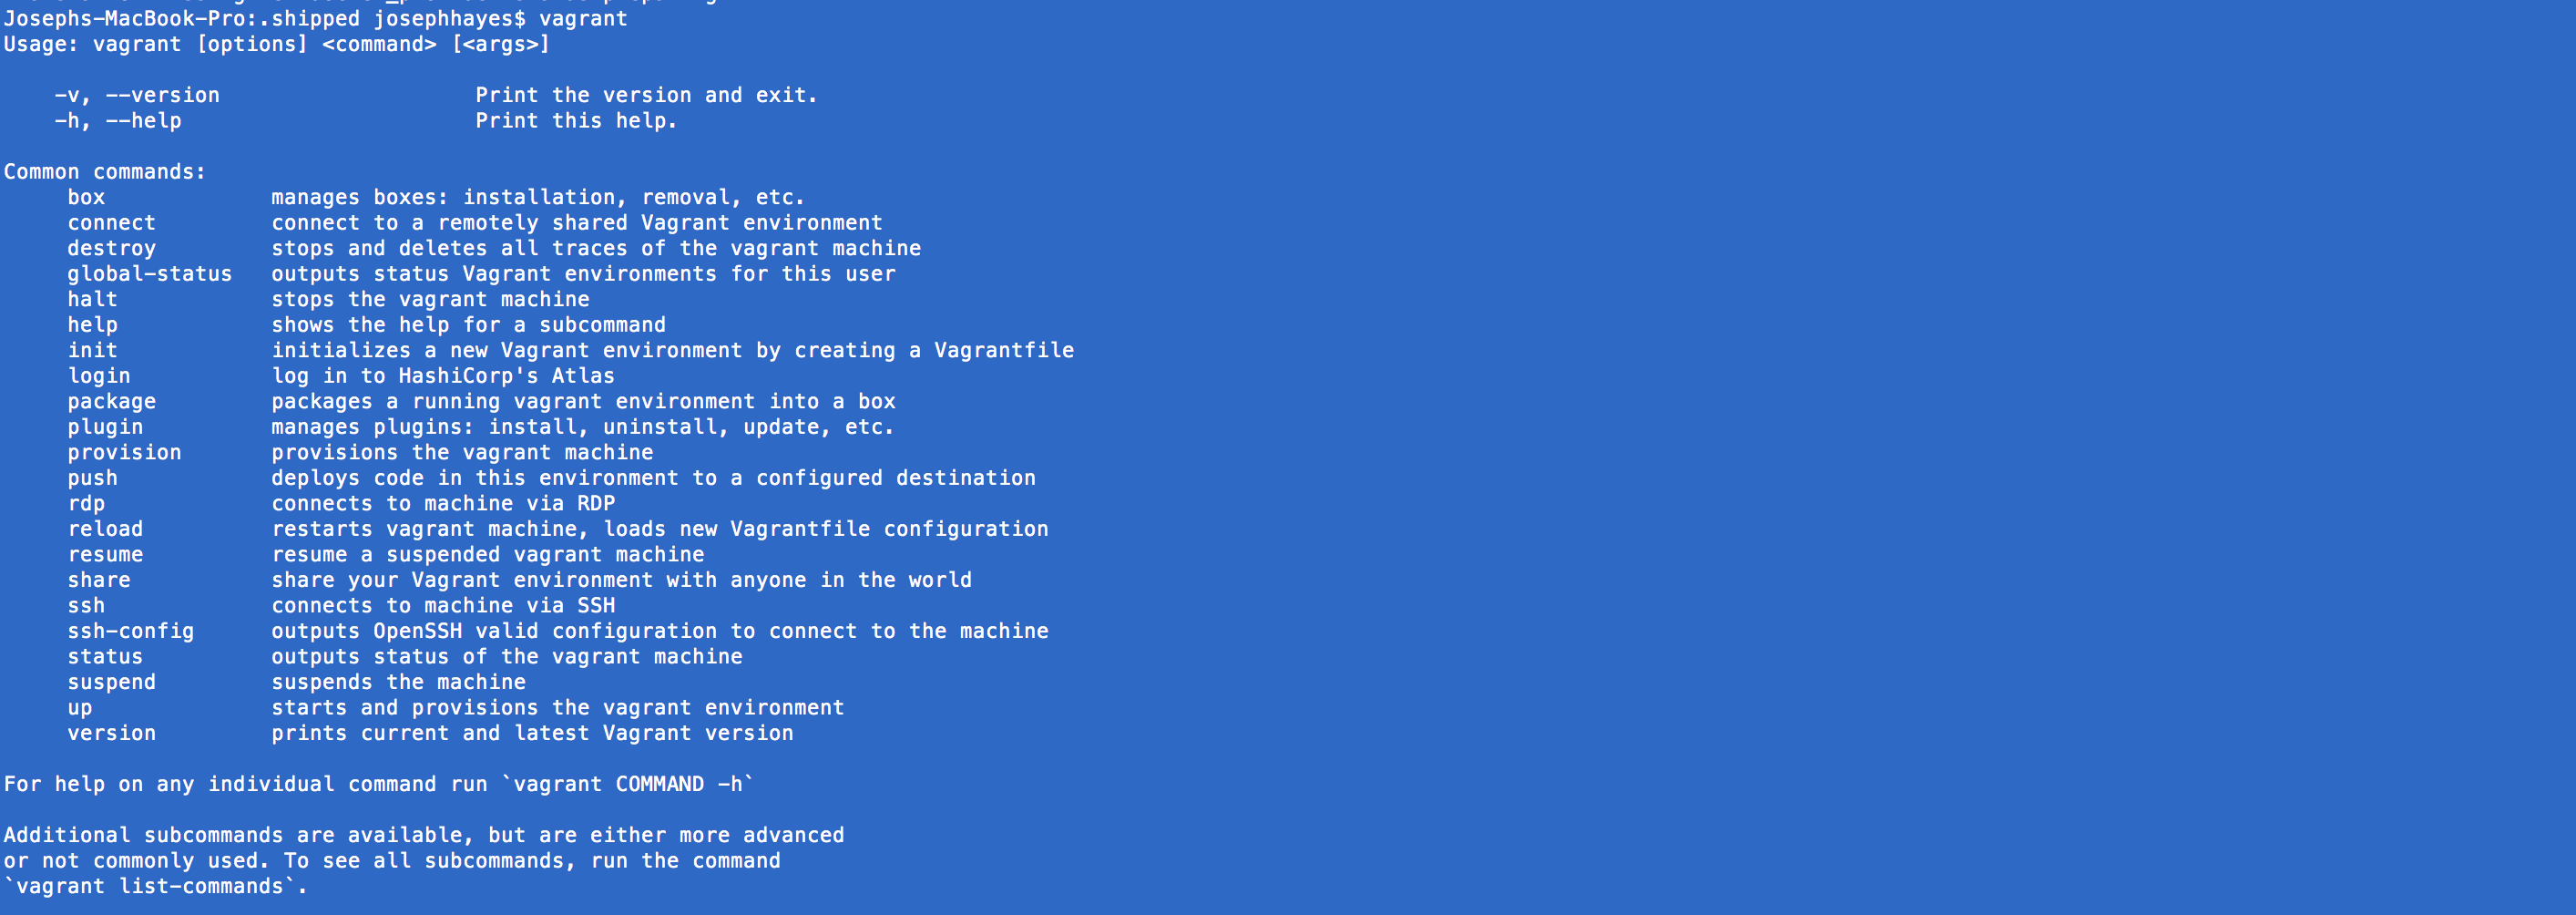 Josephs-MacBook-Pro:.shipped josephhayes$ vagrant
Usage: vagrant [options] <command> [<args>]
-v, --version                    Print the version and exit.
-h, --help                       Print this help.
Common commands:
box             manages boxes: installation, removal, etc.
connect         connect to a remotely shared Vagrant environment
destroy         stops and deletes all traces of the vagrant machine
global-status   outputs status Vagrant environments for this user
halt            stops the vagrant machine
help            shows the help for a subcommand
init            initializes a new Vagrant environment by creating a Vagrantfile
login           log in to HashiCorp's Atlas
package         packages a running vagrant environment into a box
plugin          manages plugins: install, uninstall, update, etc.
provision       provisions the vagrant machine
push            deploys code in this environment to a configured destination
rdp             connects to machine via RDP
reload          restarts vagrant machine, loads new Vagrantfile configuration
resume          resume a suspended vagrant machine
share           share your Vagrant environment with anyone in the world
ssh             connects to machine via SSH
ssh-config      outputs OpenSSH valid configuration to connect to the machine
status          outputs status of the vagrant machine
suspend         suspends the machine
up              starts and provisions the vagrant environment
version         prints current and latest Vagrant version
For help on any individual command run `vagrant COMMAND -h`
Additional subcommands are available, but are either more advanced
or not commonly used. To see all subcommands, run the command
`vagrant list-commands`.